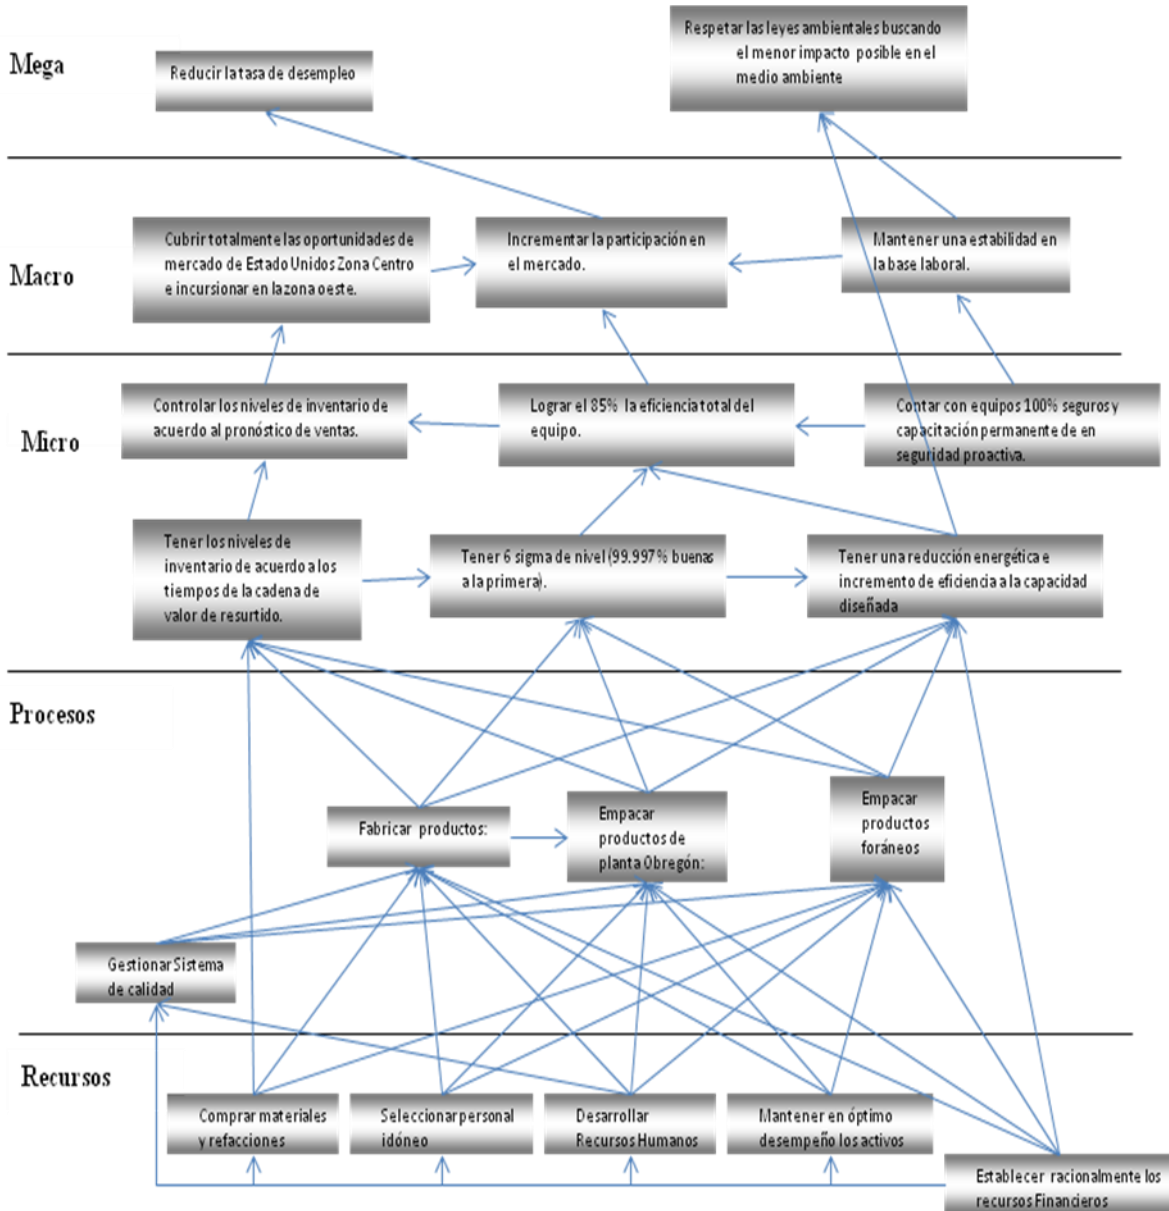 Mega
Reducir la tasa de desempleo
Respetar las leyes ambientales buscando
el menor impacto posible en el
medio ambiente
Macro
Cubrir totalmente las oportunidades de
mercado de Estado Unidos Zona Centro
e incursionar en la zona oeste.
Incrementar la participación en
el mercado.
Mantener una estabilidad en
la base laboral.
Micro
Controlar los niveles de inventario de
acuerdo al pronóstico de ventas.
Lograr el 85% la eficiencia total del
equipo.
Contar con equipos 100% seguros y
capacitación permanente de en
seguridad proactiva.
Tener los niveles de
inventario de acuerdo a los
tiempos de la cadena de
valor de resurtido.
Tener 6 sigma de nivel (99.997% buenas
a la primera).
Tener una reducción energética e
incremento de eficiencia a la capacidad
diseñada
Procesos
Fabricar productos:
Empacar
productos de
planta Obregón:
Empacar
productos
foráneos
Gestionar Sistema
de calidad
Recursos
Comprar materiales
y refacciones
Seleccionar personal
idóneo
Desarrollar
Recursos Humanos
Mantener en óptimo
desempeño los activos
Establecer racionalmente los
recursos Financieros